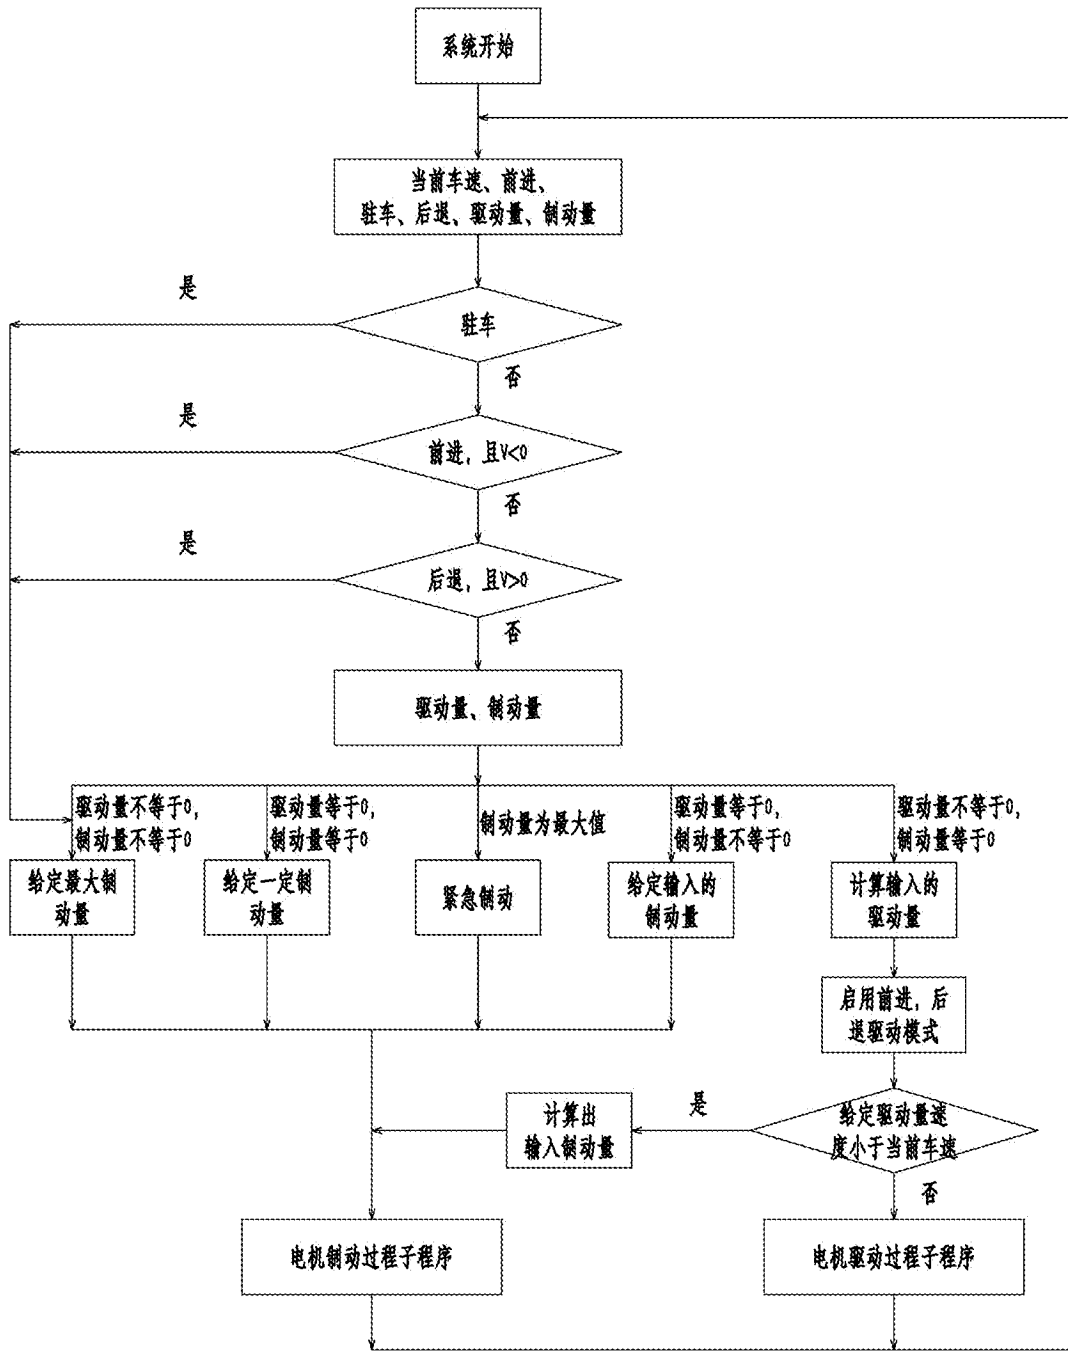 系统开始
当前车速、前进、
驻车、后退、驱动量、制动量
是
驻车
否
是
前进，且V<0
否
是
后退，且V>0
否
驱动量、制动量
驱动量不等于0，
制动量不等于0
驱动量等于0，
制动量等于0
制动量为最大值
驱动量等于0，
制动量不等于0
驱动量不等于0，
制动量等于0
给定最大制
动量
给定一定制
动量
紧急制动
给定输入的
制动量
计算输入的
驱动量
启用前进，后
退驱动模式
计算出
输入制动量
是
给定驱动量速
度小于当前车速
否
电机制动过程子程序
电机驱动过程子程序